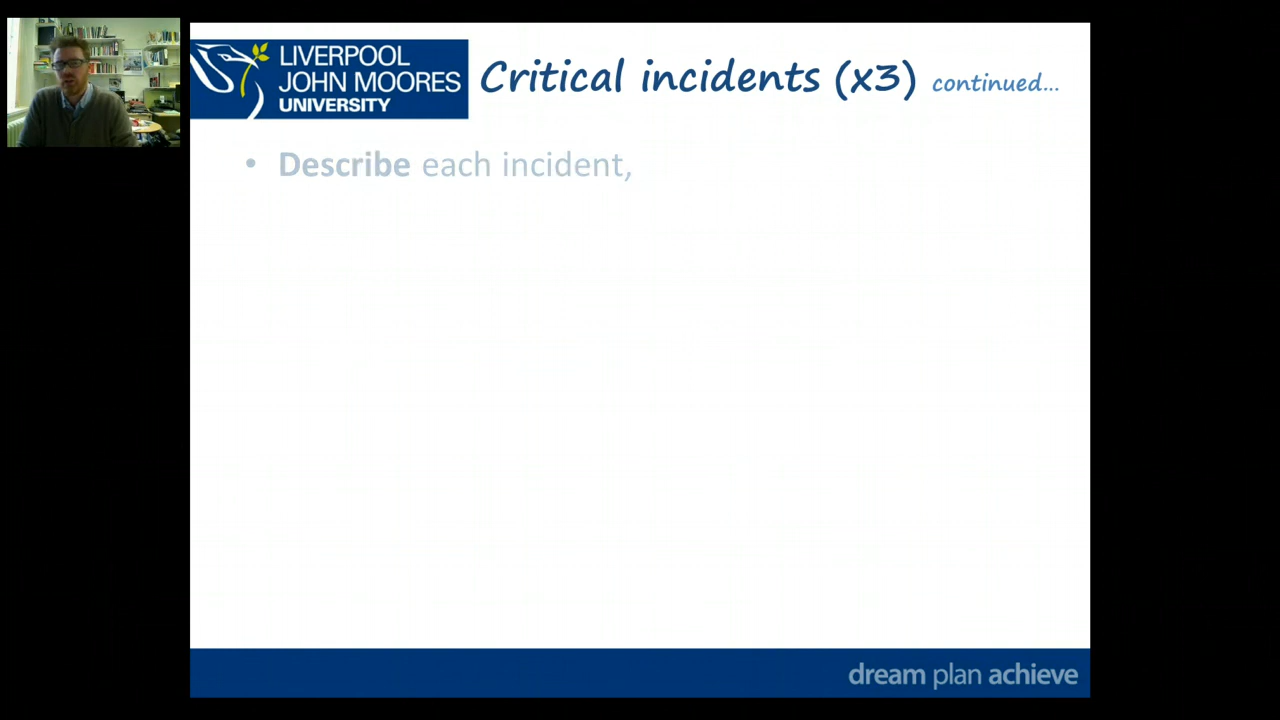 LIVERPOOL
JOHN MOORES
UNIVERSITY
Critical incidents (x3) continued...
• Describe each incident,
dream plan achieve